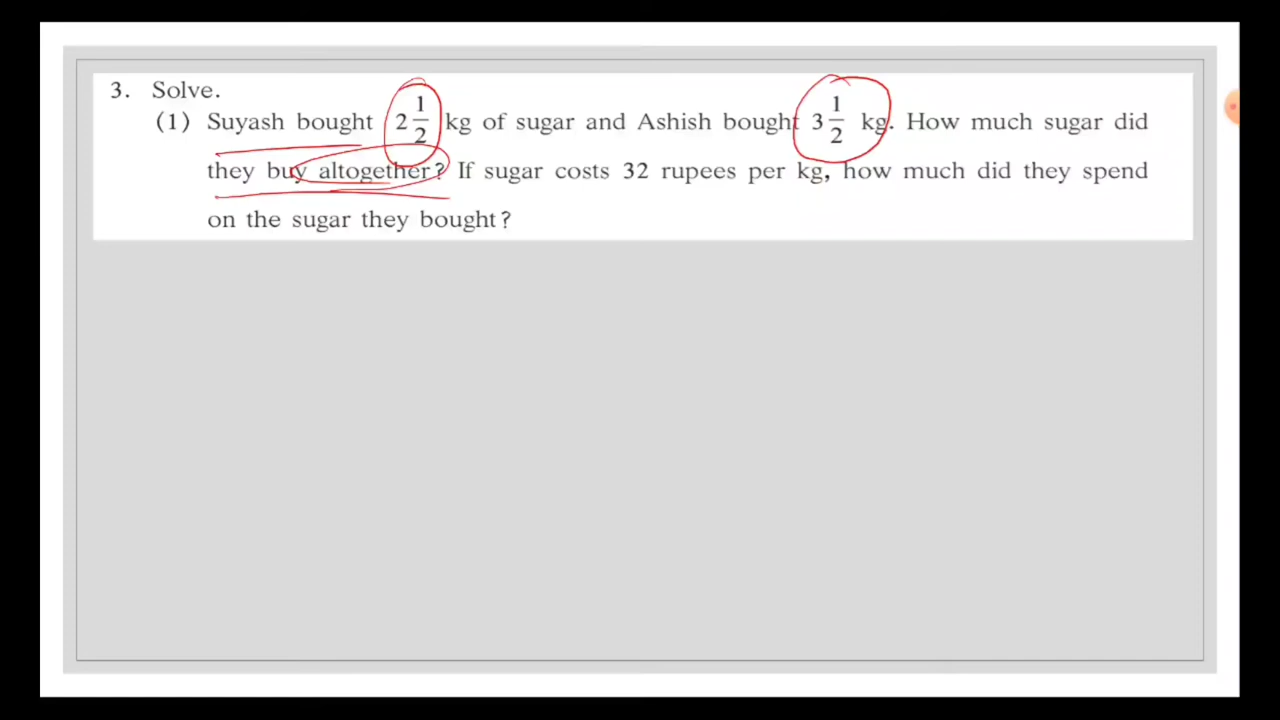 3. Solve.
(1) Suyash bought 2 1/2 kg of sugar and Ashish bought 3 1/2 kg. How much sugar did
they buy altogether? If sugar costs 32 rupees per kg, how much did they spend
on the sugar they bought?